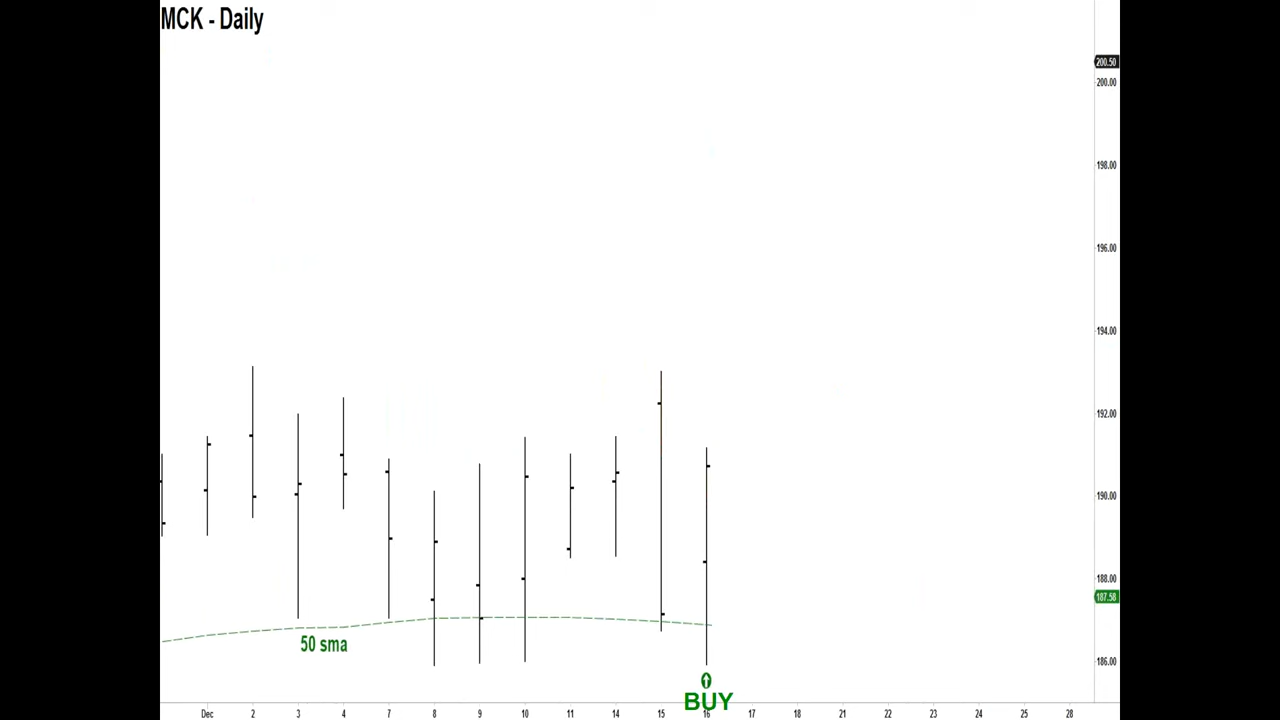 MCK - Daily
200.50
200.00
198.00
196.00
194.00
192.00
190.00
188.00
187.58
186.00
50 sma
BUY
Dec 2 3 4 7 8 9 10 11 14 15 16 17 18 21 22 23 24 25 28